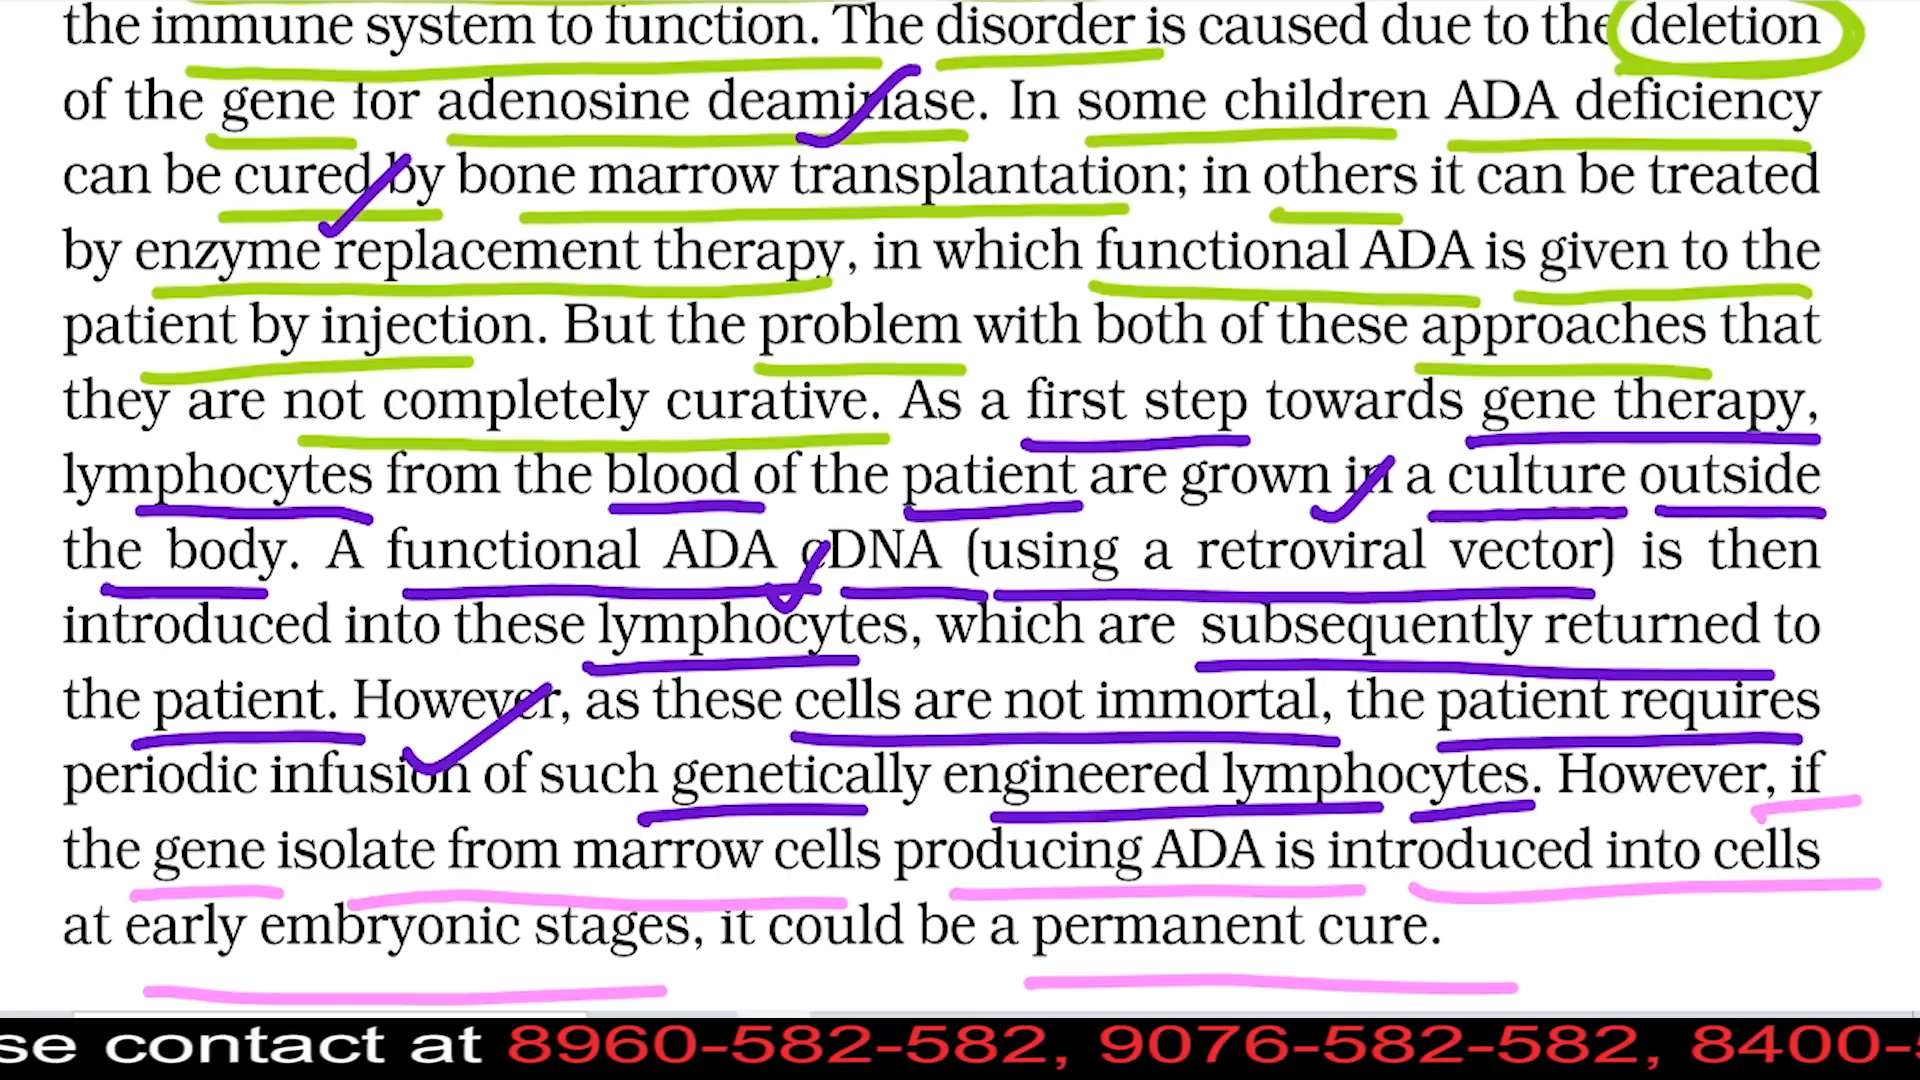 the immune system to function. The disorder is caused due to the deletion
of the gene for adenosine deaminase. In some children ADA deficiency
can be cured by bone marrow transplantation; in others it can be treated
by enzyme replacement therapy, in which functional ADA is given to the
patient by injection. But the problem with both of these approaches that
they are not completely curative. As a first step towards gene therapy,
lymphocytes from the blood of the patient are grown in a culture outside
the body. A functional ADA cDNA (using a retroviral vector) is then
introduced into these lymphocytes, which are subsequently returned to
the patient. However, as these cells are not immortal, the patient requires
periodic infusion of such genetically engineered lymphocytes. However, if
the gene isolate from marrow cells producing ADA is introduced into cells
at early embryonic stages, it could be a permanent cure.
se contact at 8960-582-582, 9076-582-582, 8400-